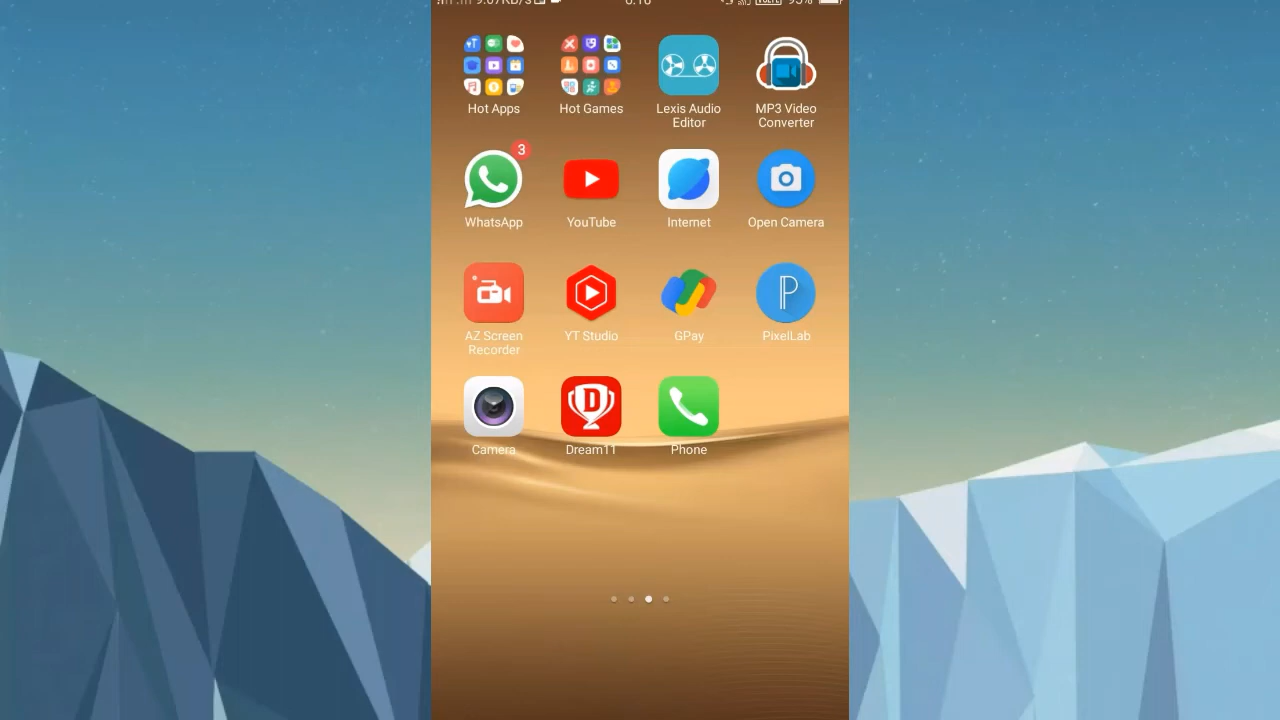 Hot Apps
Hot Games
Lexis Audio
Editor
MP3 Video
Converter
3
WhatsApp
YouTube
Internet
Open Camera
AZ Screen
Recorder
YT Studio
GPay
P
PixelLab
Camera
D
Dream11
Phone